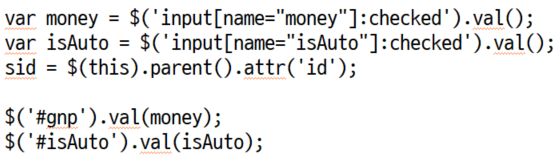 var money = $('input[name="money"]:checked').val();
var isAuto = $('input[name="isAuto"]:checked').val();
sid = $(this).parent().attr('id');
$('#gnp').val(money);
$('#isAuto').val(isAuto);